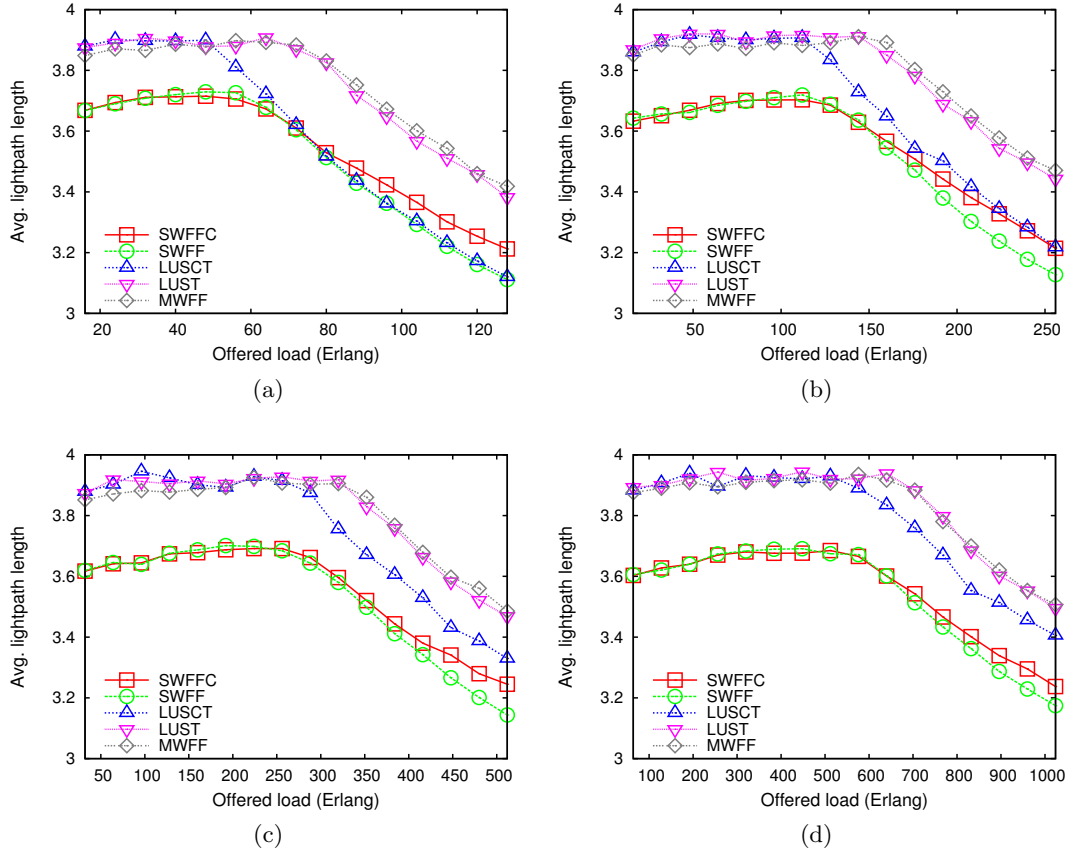 4
3.8
3.6
3.4
3.2
3
Avg. lightpath length
SWFFC
SWFF
LUSCT
LUST
MWFF
20 40 60 80 100 120
Offered load (Erlang)
(a)
4
3.8
3.6
3.4
3.2
3
Avg. lightpath length
SWFFC
SWFF
LUSCT
LUST
MWFF
50 100 150 200 250
Offered load (Erlang)
(b)
4
3.8
3.6
3.4
3.2
3
Avg. lightpath length
SWFFC
SWFF
LUSCT
LUST
MWFF
50 100 150 200 250 300 350 400 450 500
Offered load (Erlang)
(c)
4
3.8
3.6
3.4
3.2
3
Avg. lightpath length
SWFFC
SWFF
LUSCT
LUST
MWFF
100 200 300 400 500 600 700 800 900 1000
Offered load (Erlang)
(d)